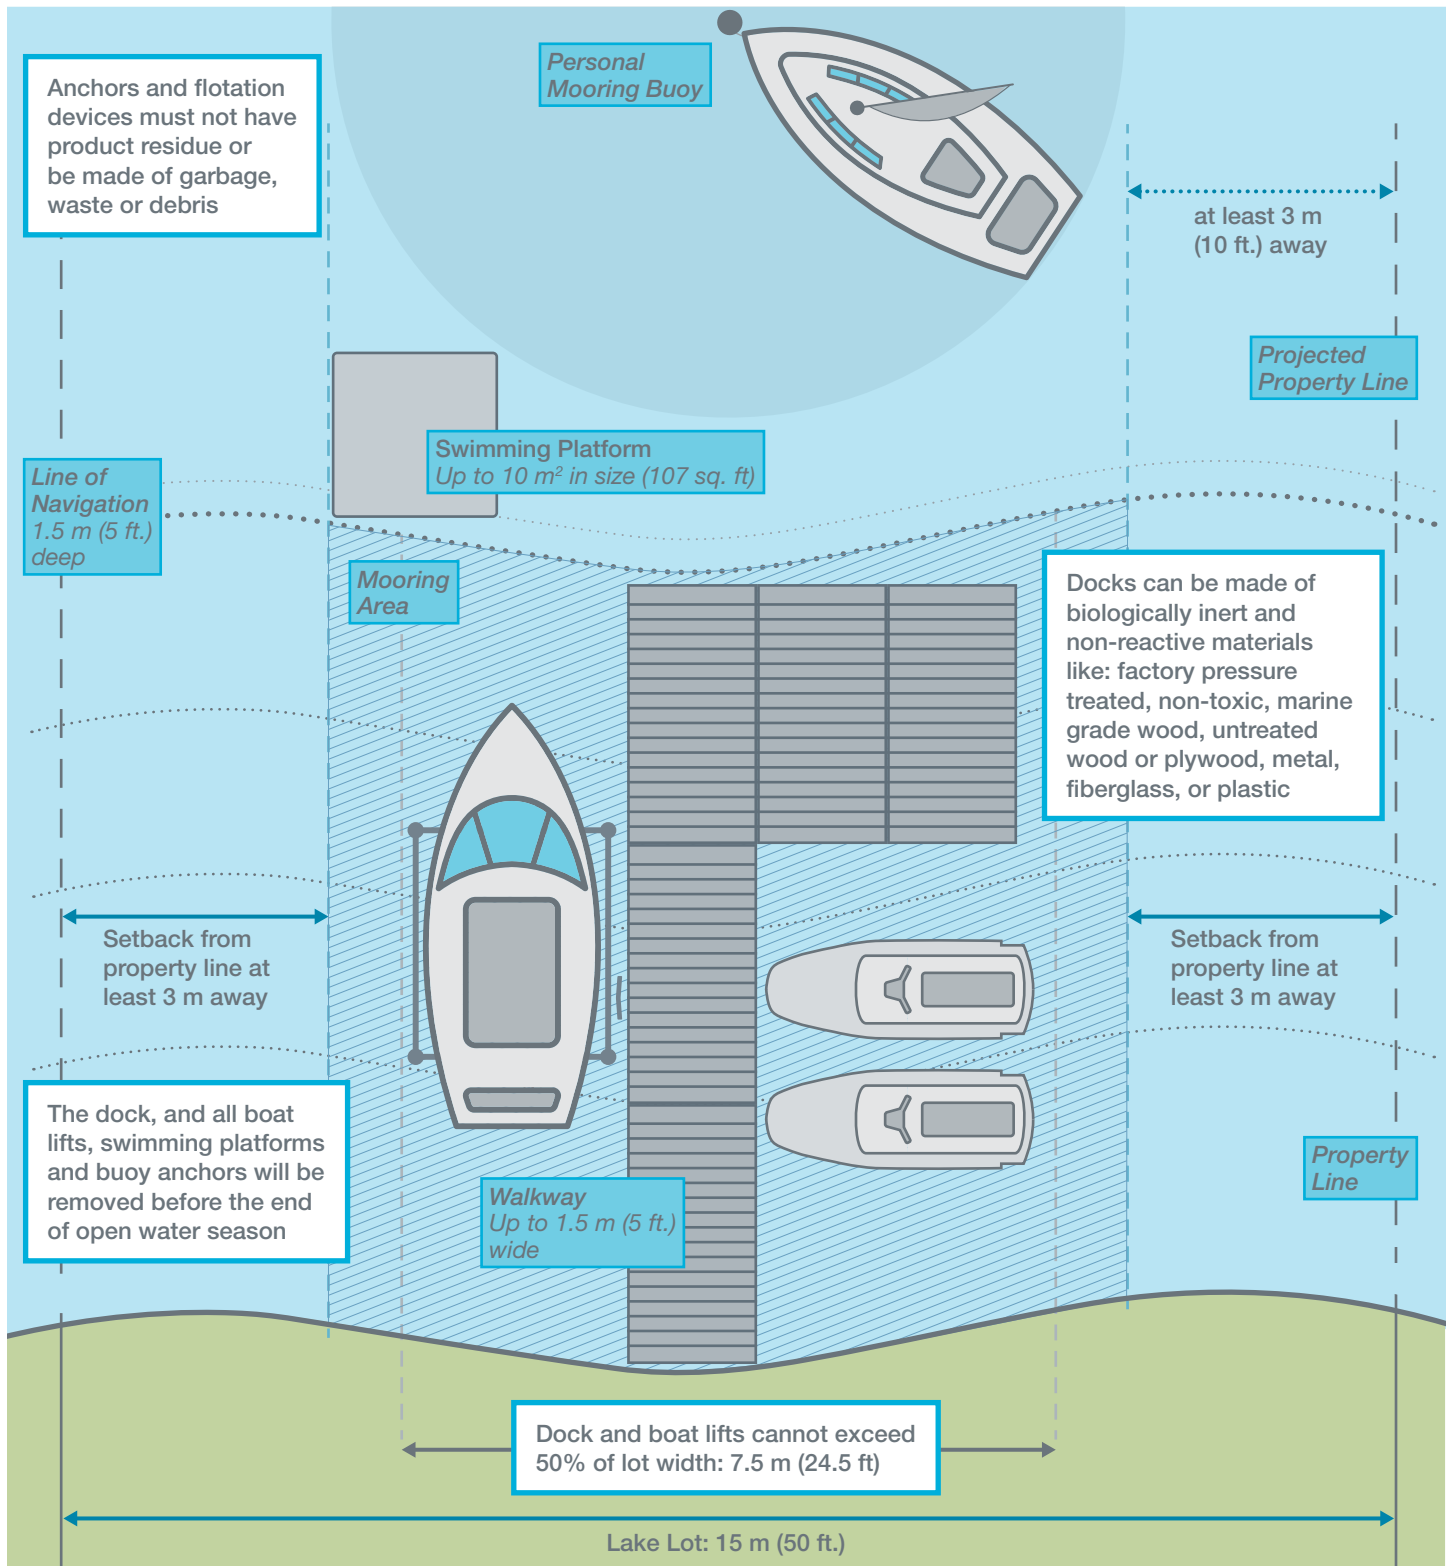 Personal
Mooring Buoy
Anchors and flotation
devices must not have
product residue or
be made of garbage,
waste or debris
at least 3 m
(10 ft.) away
Projected
Property Line
Swimming Platform
Up to 10 m² in size (107 sq. ft)
Line of
Navigation
1.5 m (5 ft.)
deep
Mooring
Area
Docks can be made of
biologically inert and
non-reactive materials
like: factory pressure
treated, non-toxic, marine
grade wood, untreated
wood or plywood, metal,
fiberglass, or plastic
Setback from
property line at
least 3 m away
Setback from
property line at
least 3 m away
The dock, and all boat
lifts, swimming platforms
and buoy anchors will be
removed before the end
of open water season
Property
Line
Walkway
Up to 1.5 m (5 ft.)
wide
Dock and boat lifts cannot exceed
50% of lot width: 7.5 m (24.5 ft)
Lake Lot: 15 m (50 ft.)